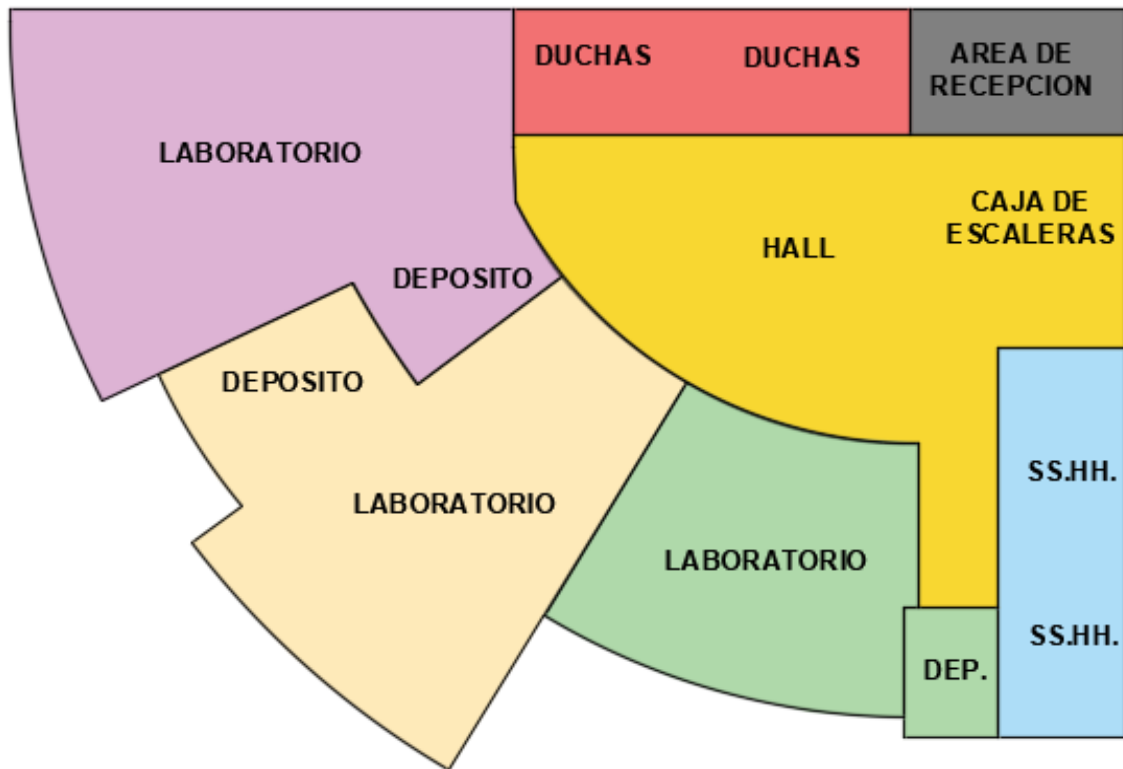 DUCHAS
DUCHAS
AREA DE
RECEPCION
LABORATORIO
CAJA DE
ESCALERAS
HALL
DEPOSITO
DEPOSITO
SS.HH.
LABORATORIO
LABORATORIO
SS.HH.
DEP.